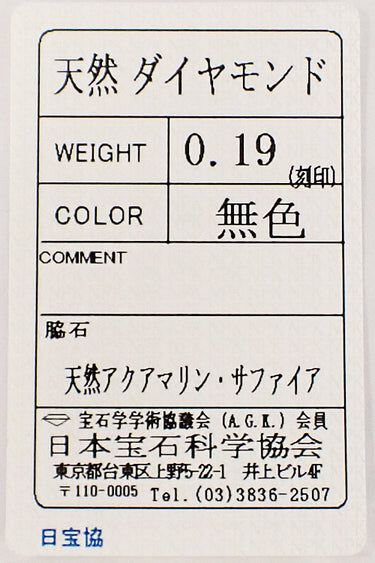 天然 ダイヤモンド
WEIGHT 0.19 (刻印)
COLOR 無色
COMMENT
脇石
天然アクアマリン・サファイア
宝石学学術協議会 (A.G.K.) 会員
日本宝石科学協会
東京都台東区上野5-22-1 井上ビル4F
〒110-0005 Tel.(03)3836-2507
日宝協